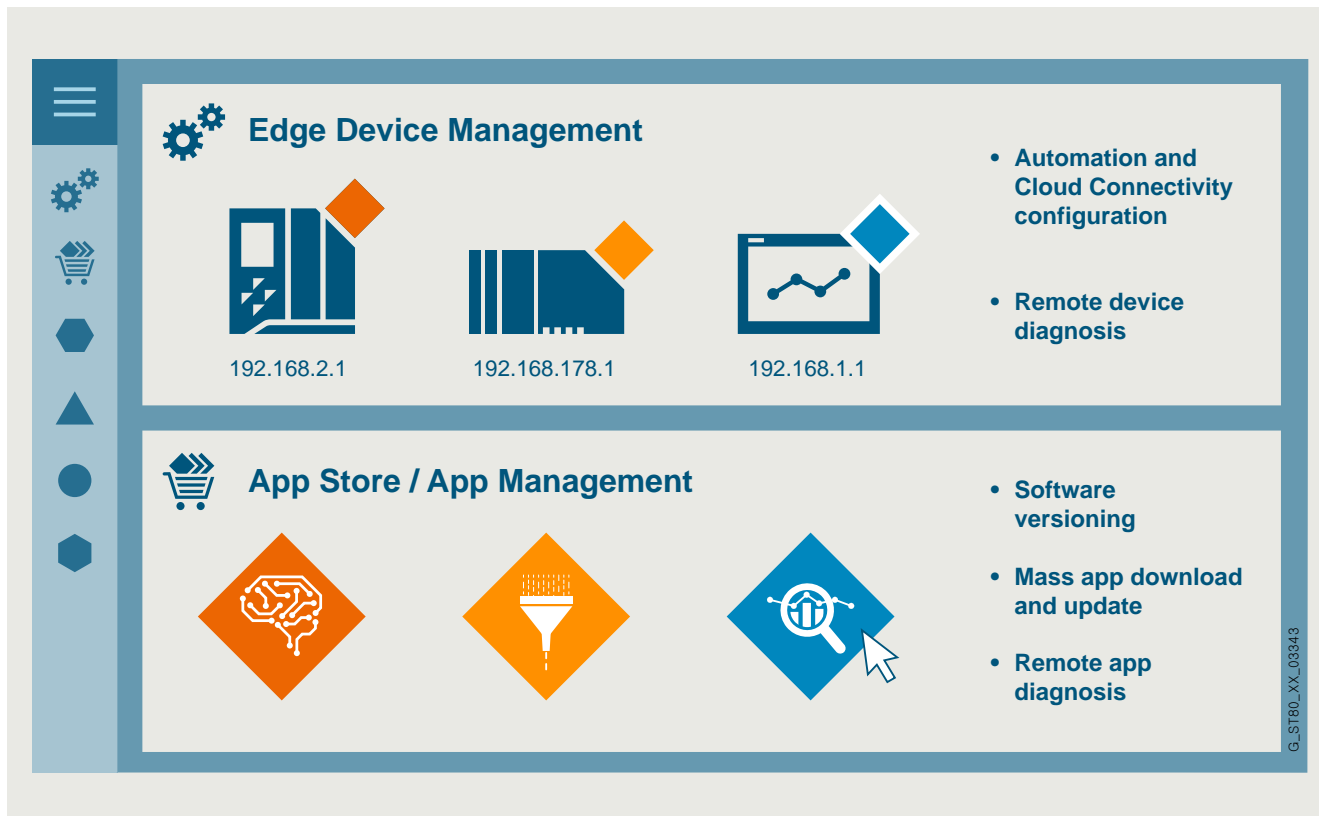 Edge Device Management
• Automation and
Cloud Connectivity
configuration
• Remote device
diagnosis
192.168.2.1
192.168.178.1
192.168.1.1
App Store / App Management
• Software
versioning
• Mass app download
and update
• Remote app
diagnosis
G_ST80_XX_03343